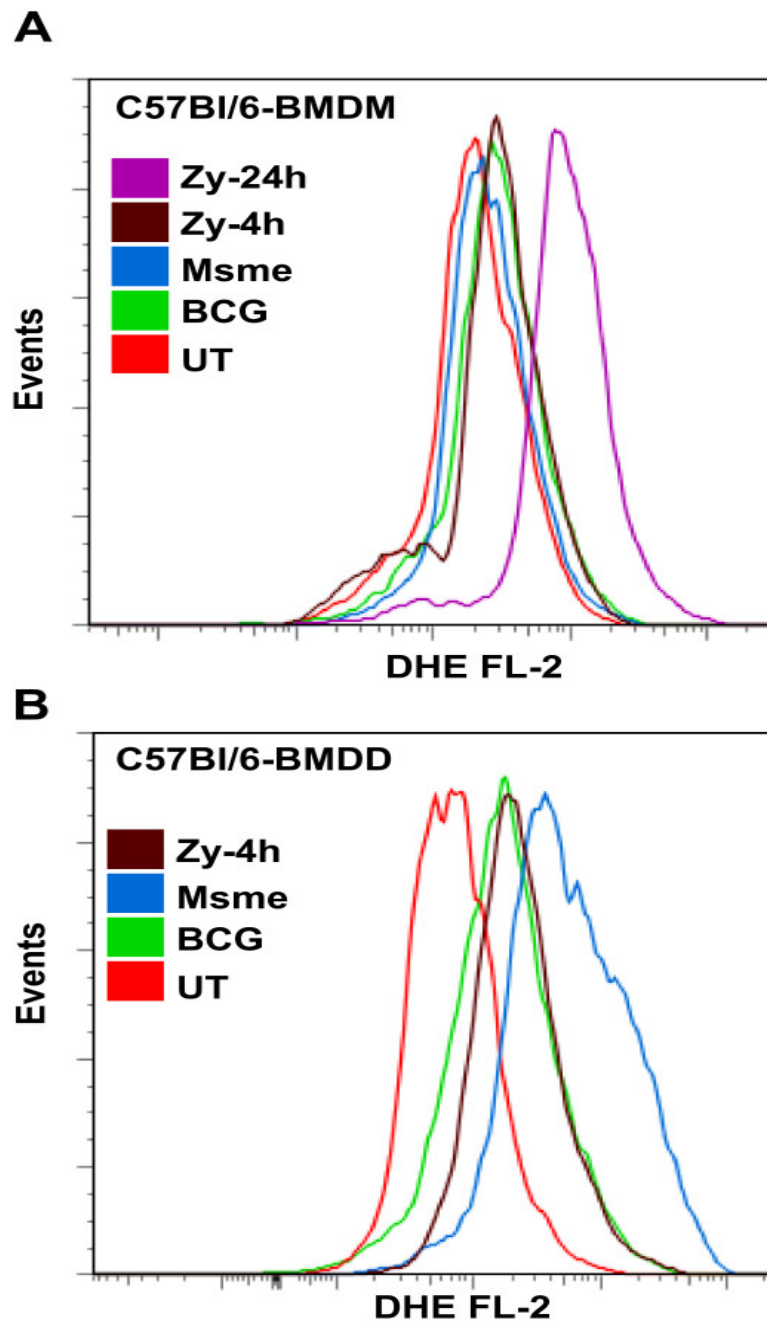 A
C57Bl/6-BMDM
Zy-24h
Zy-4h
Msme
BCG
UT
Events
DHE FL-2
B
C57Bl/6-BMDD
Zy-4h
Msme
BCG
UT
Events
DHE FL-2